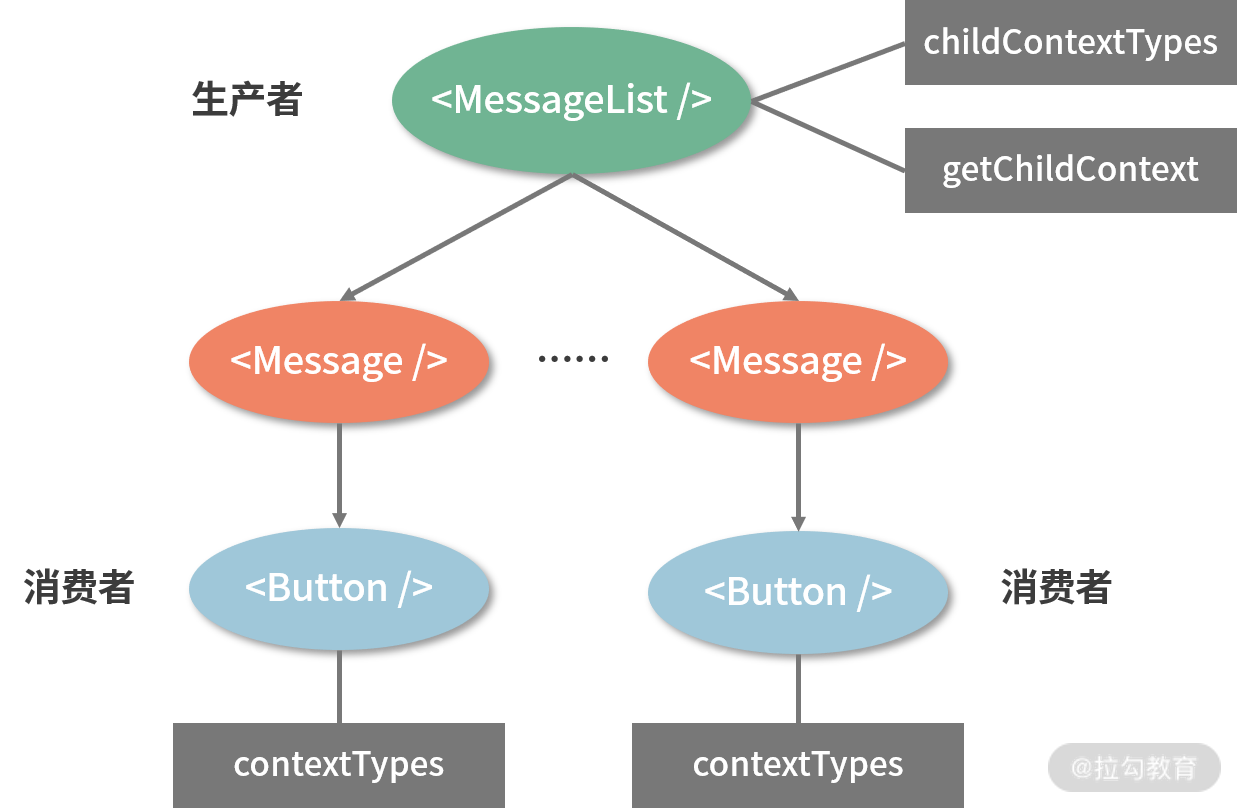 childContextTypes
生产者
<MessageList />
getChildContext
<Message />
……
<Message />
消费者
<Button />
<Button />
消费者
contextTypes
contextTypes
@拉勾教育